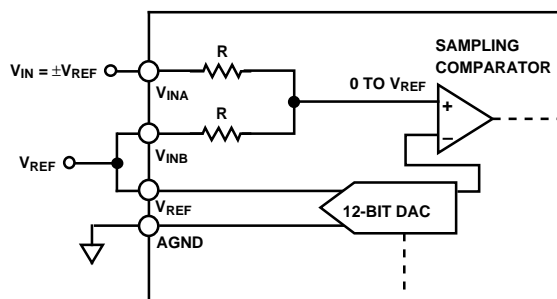 V_IN = ±V_REF
R
V_INA
0 TO V_REF
SAMPLING
COMPARATOR
+
–
R
V_INB
V_REF
V_REF
12-BIT DAC
AGND